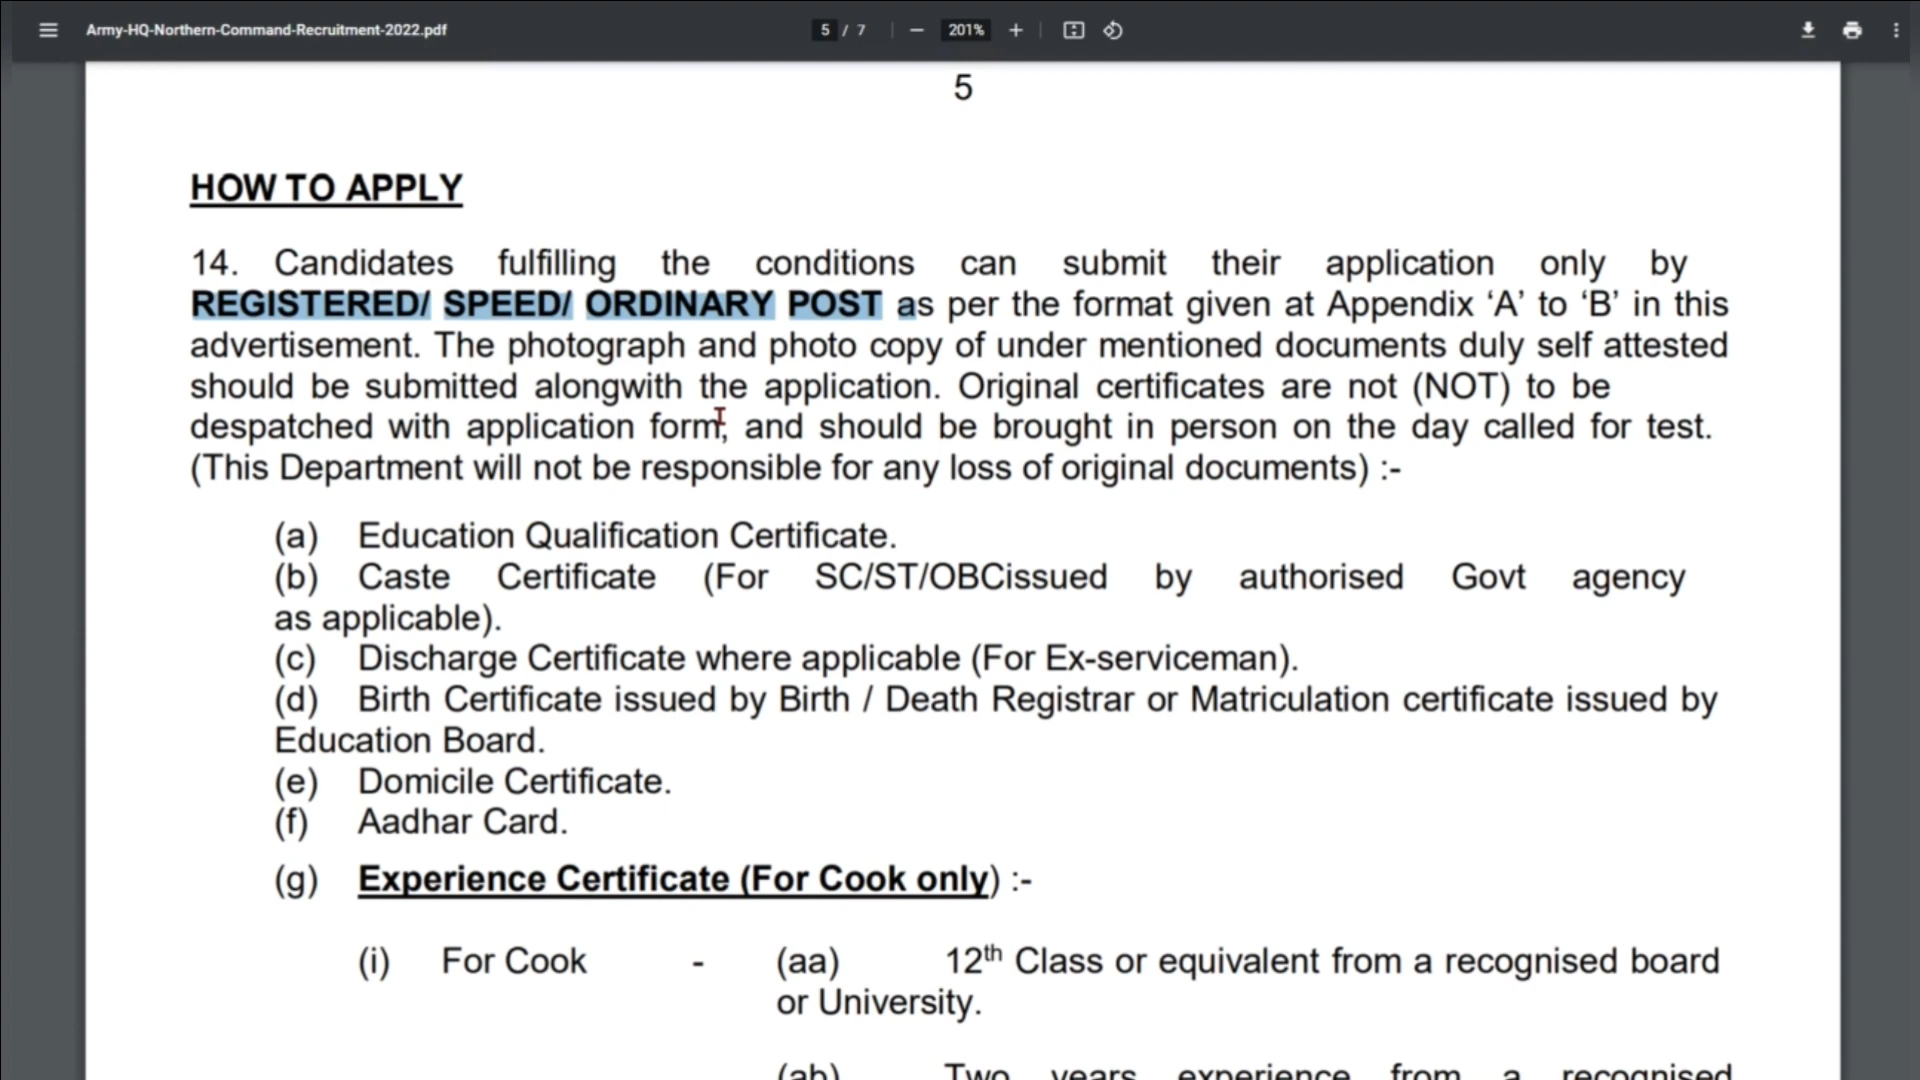 Army-HQ-Northern-Command-Recruitment-2022.pdf 5 / 7 201%
5
HOW TO APPLY
14. Candidates fulfilling the conditions can submit their application only by
REGISTERED/ SPEED/ ORDINARY POST as per the format given at Appendix ‘A’ to ‘B’ in this
advertisement. The photograph and photo copy of under mentioned documents duly self attested
should be submitted alongwith the application. Original certificates are not (NOT) to be
despatched with application form, and should be brought in person on the day called for test.
(This Department will not be responsible for any loss of original documents) :-
(a) Education Qualification Certificate.
(b) Caste Certificate (For SC/ST/OBCissued by authorised Govt agency
as applicable).
(c) Discharge Certificate where applicable (For Ex-serviceman).
(d) Birth Certificate issued by Birth / Death Registrar or Matriculation certificate issued by
Education Board.
(e) Domicile Certificate.
(f) Aadhar Card.
(g) Experience Certificate (For Cook only) :-
(i) For Cook - (aa) 12th Class or equivalent from a recognised board
or University.
(ab) Two years experience from a recognised